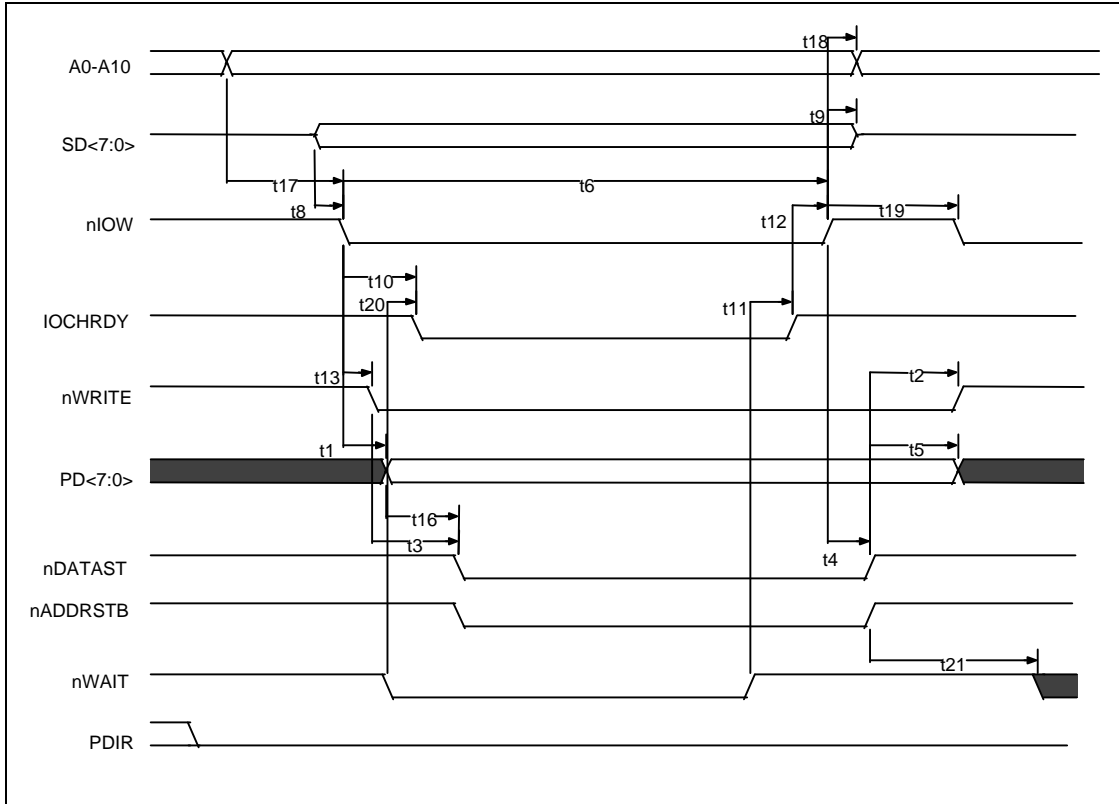 t18
A0-A10
t9
SD<7:0>
t17
t6
t8
t12
t19
nIOW
t10
t20
t11
IOCHRDY
t13
t2
nWRITE
t1
t5
PD<7:0>
t16
t3
t4
nDATAST
nADDRSTB
t21
nWAIT
PDIR